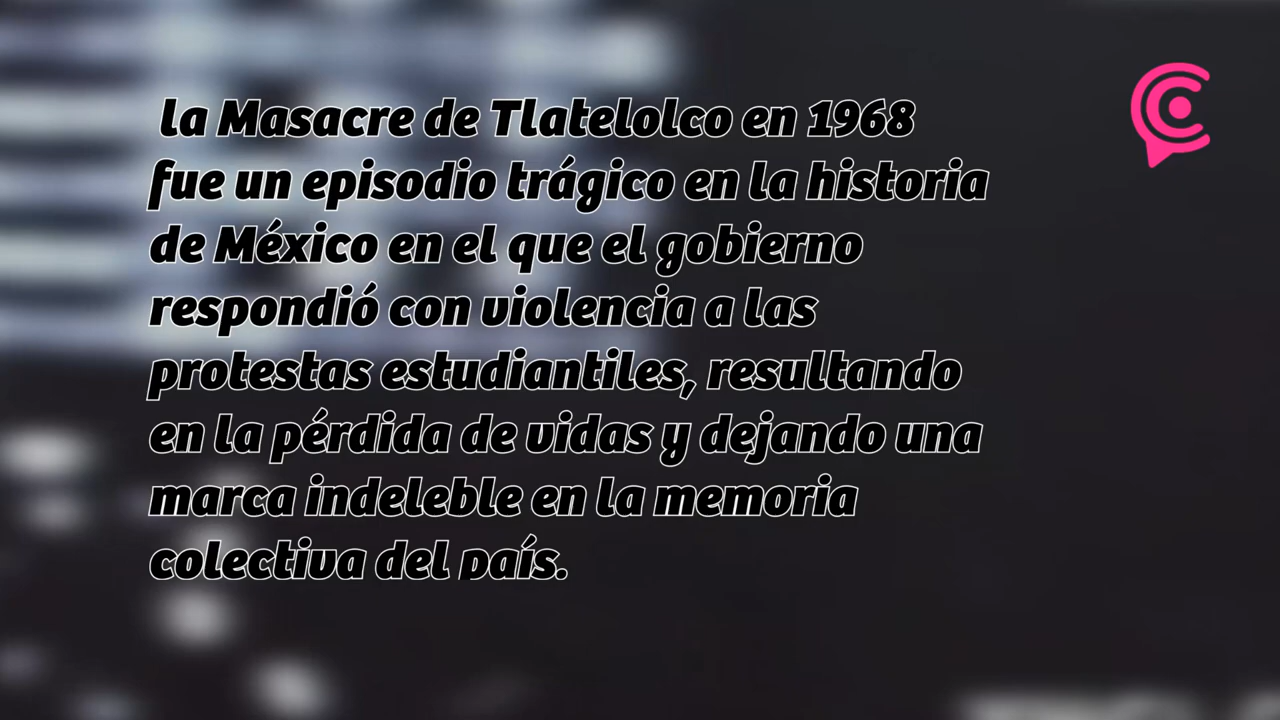 la Masacre de Tlatelolco en 1968
fue un episodio trágico en la historia
de México en el que el gobierno
respondió con violencia a las
protestas estudiantiles, resultando
en la pérdida de vidas y dejando una
marca indeleble en la memoria
colectiva del país.